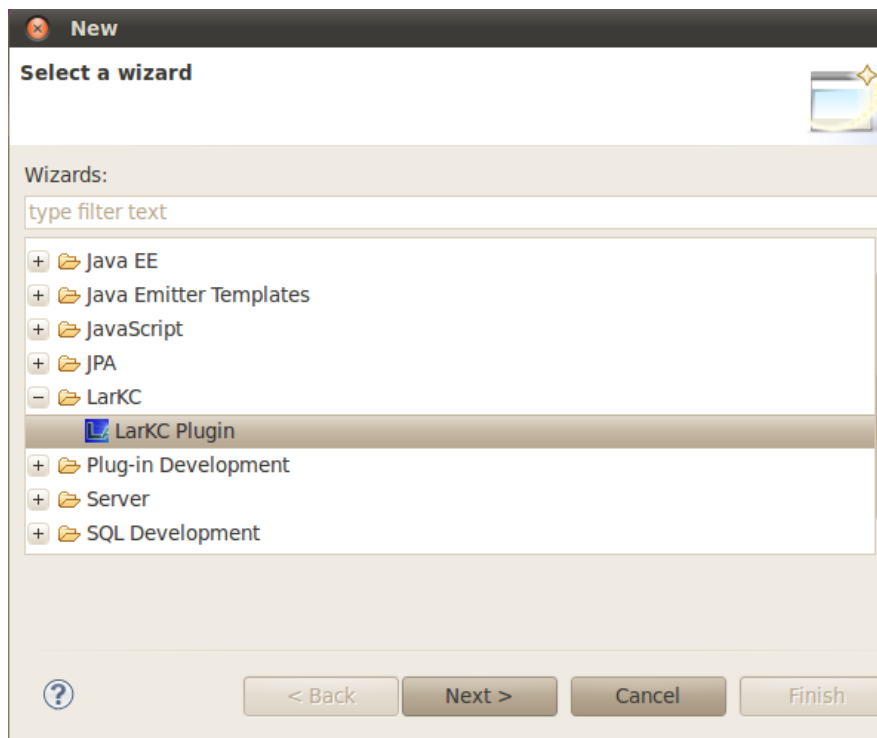 New
Select a wizard
Wizards:
type filter text
Java EE
Java Emitter Templates
JavaScript
JPA
LarKC
LarKC Plugin
Plug-in Development
Server
SQL Development
? < Back Next > Cancel Finish